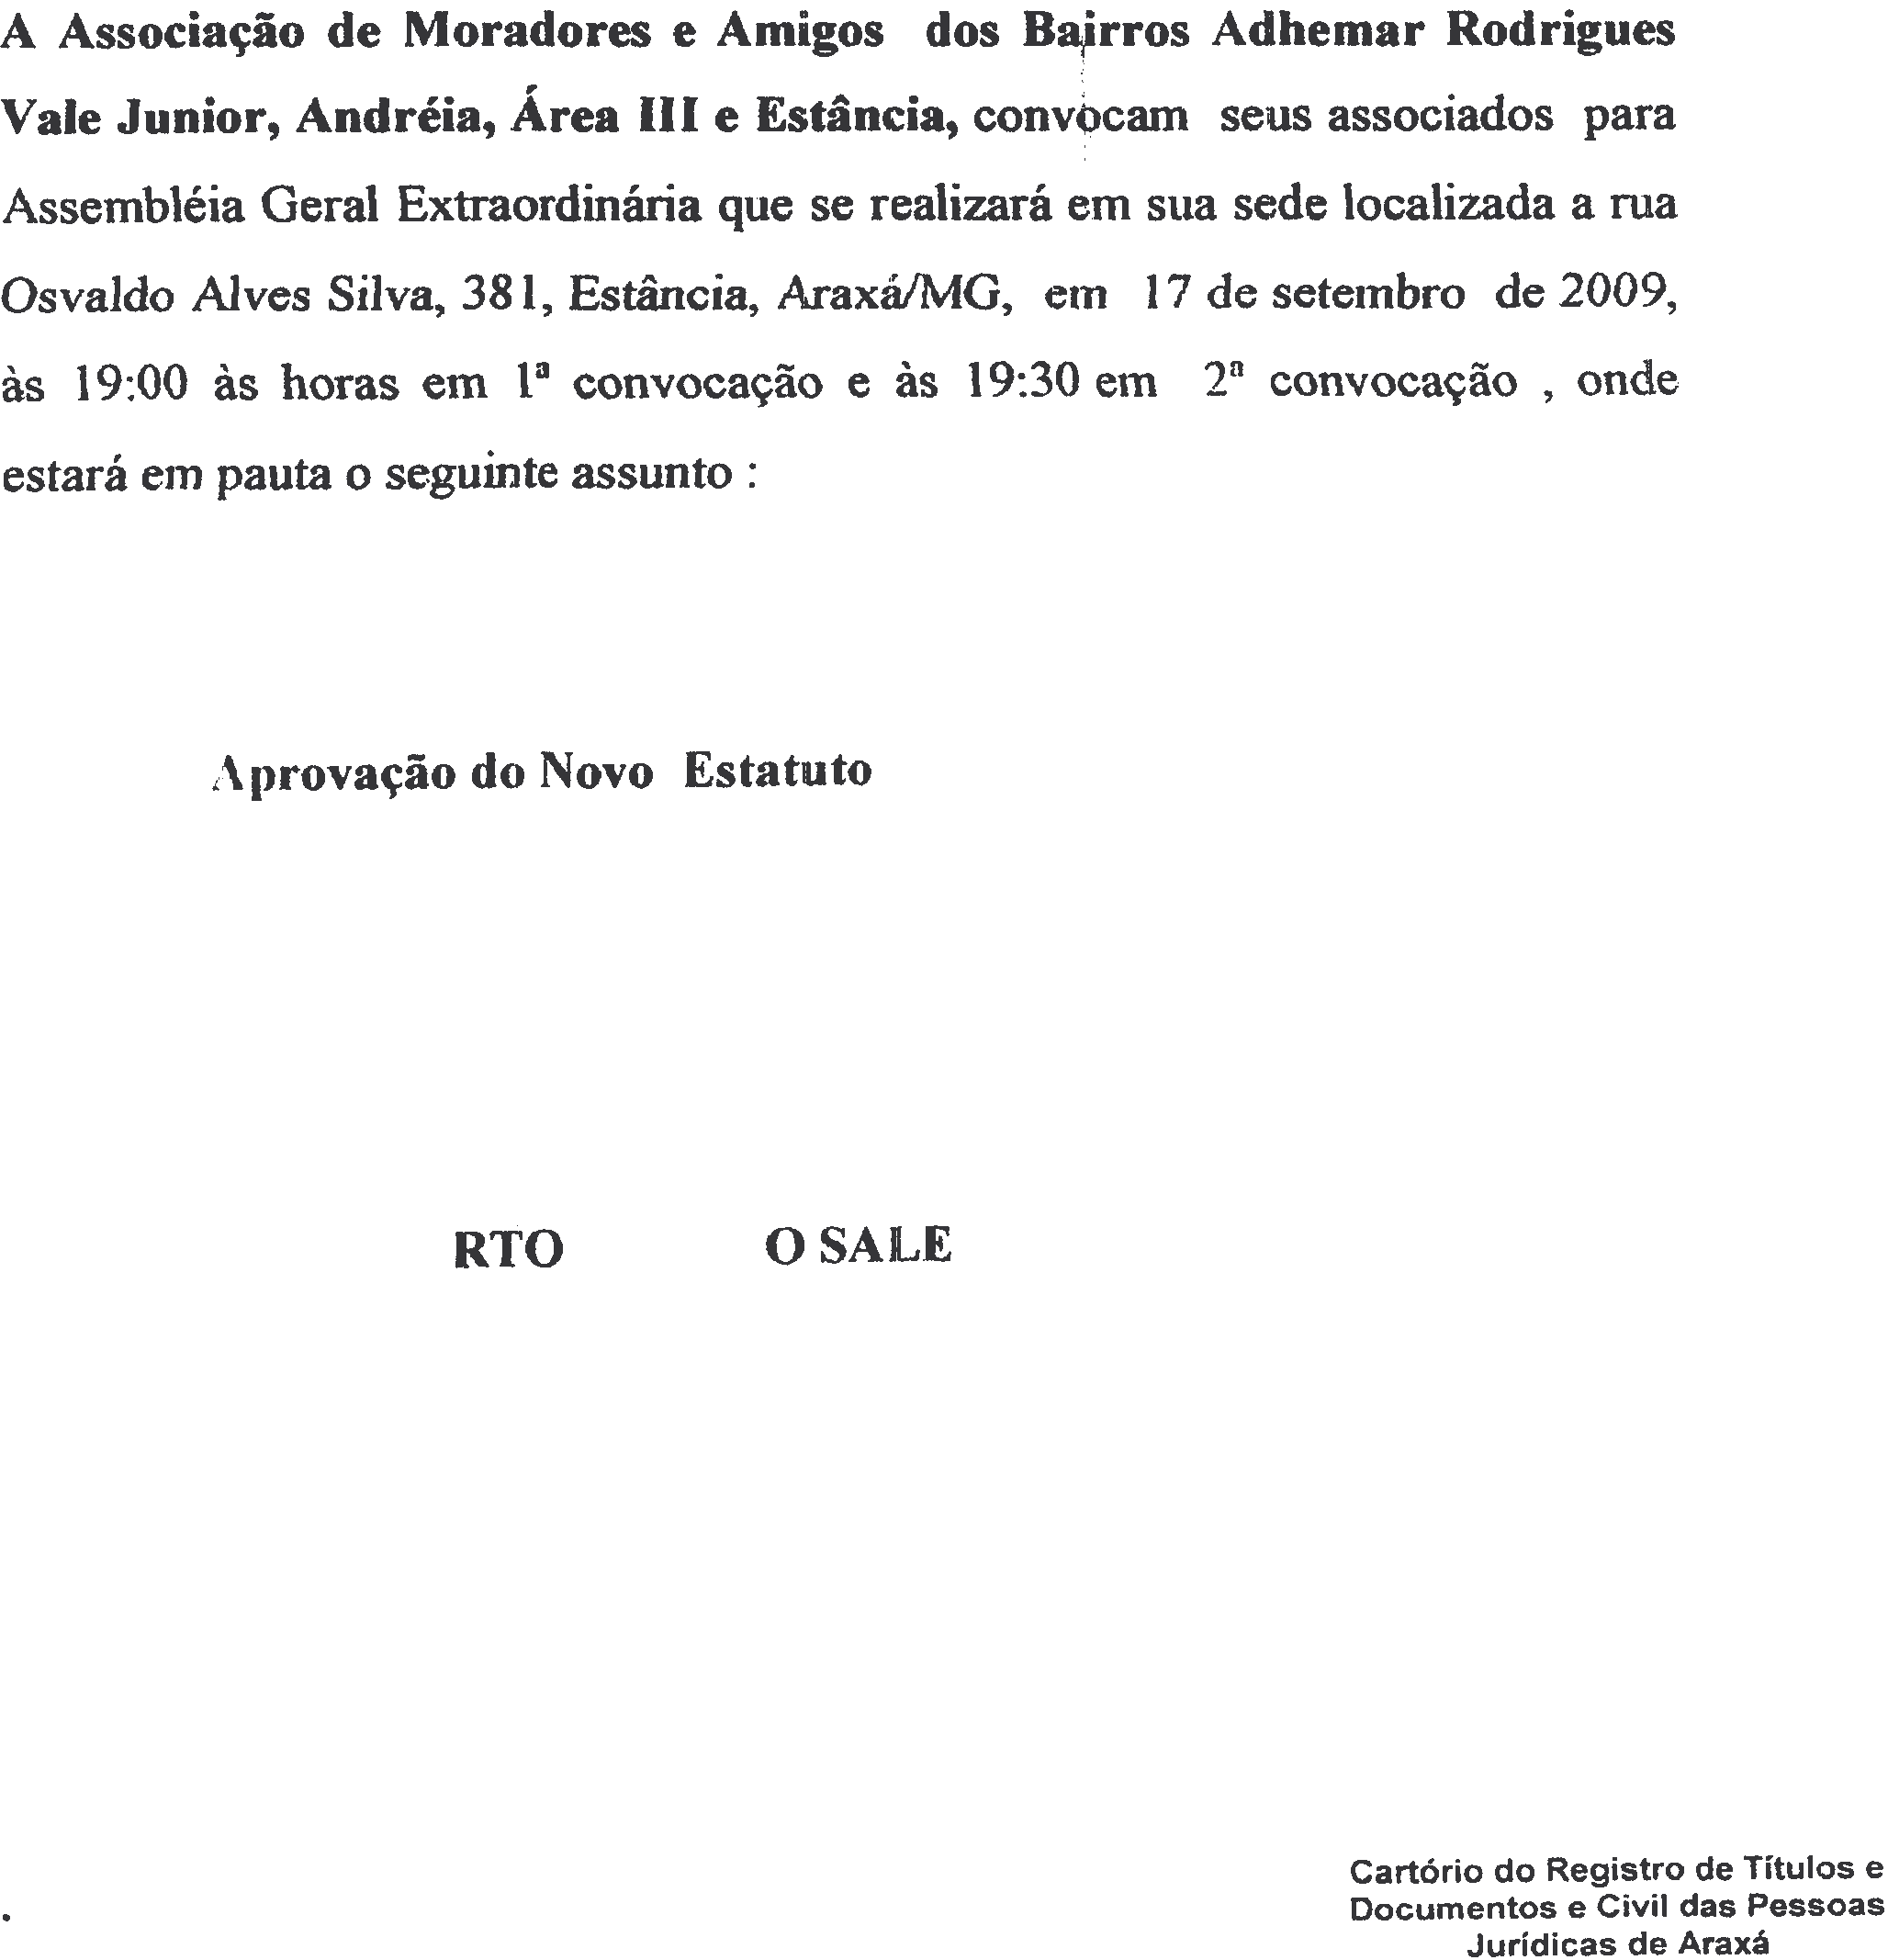 A Associação de Moradores e Amigos dos Bairros Adhemar Rodrigues
Vale Junior, Andréia, Área III e Estância, convocam seus associados para
Assembléia Geral Extraordinária que se realizará em sua sede localizada a rua
Osvaldo Alves Silva, 381, Estância, Araxá/MG, em 17 de setembro de 2009,
às 19:00 às horas em 1ª convocação e às 19:30 em 2ª convocação , onde
estará em pauta o seguinte assunto :
Aprovação do Novo Estatuto
RTO O SALE
Cartório do Registro de Títulos e
Documentos e Civil das Pessoas
Jurídicas de Araxá